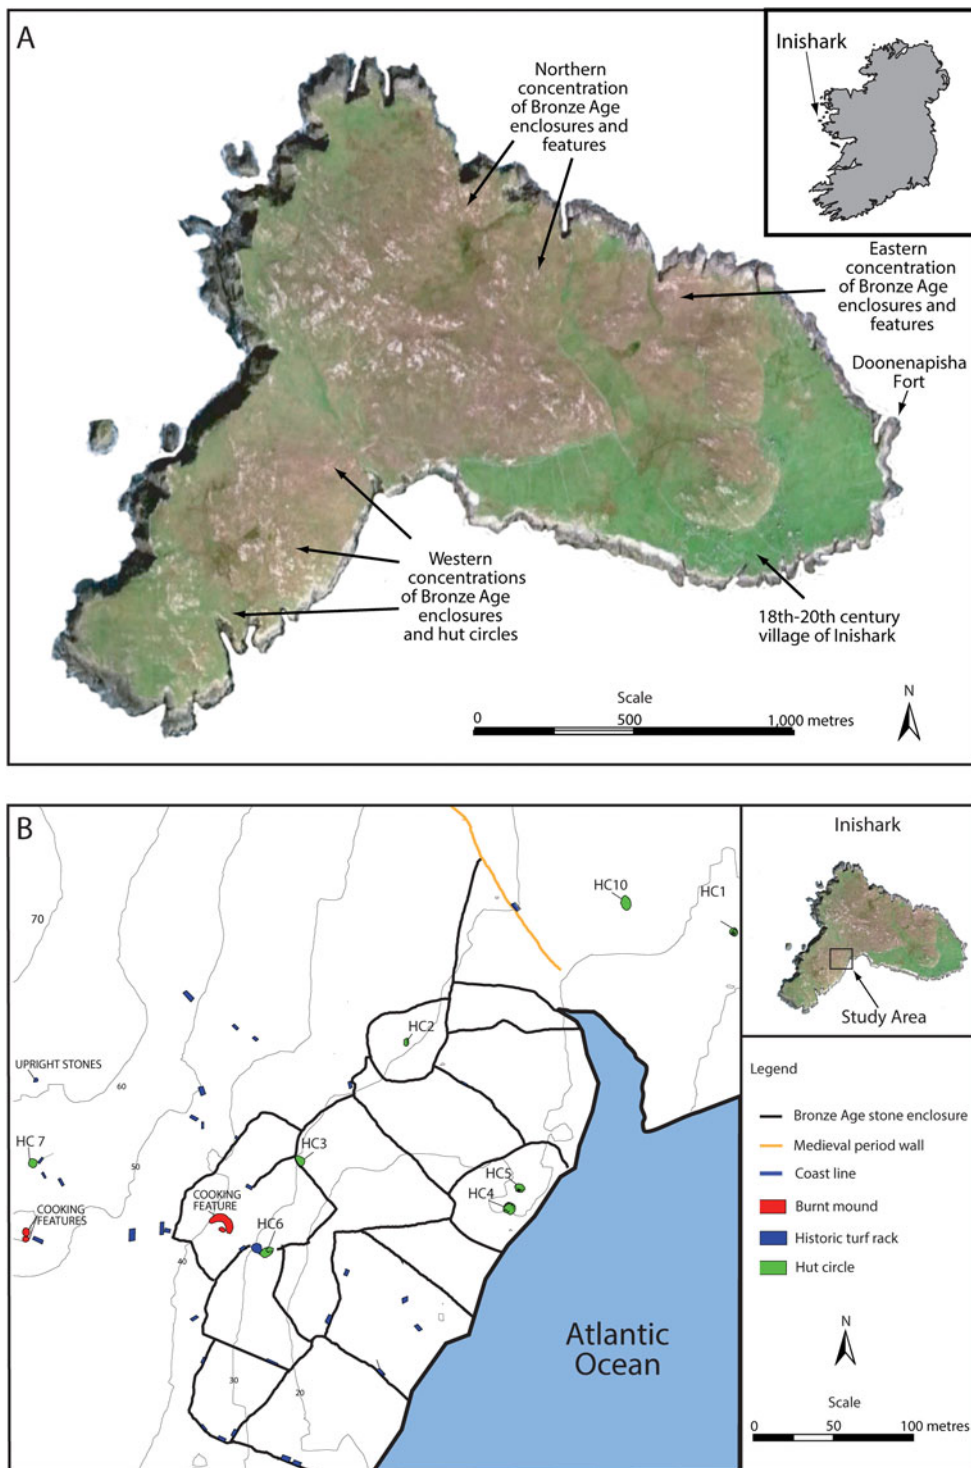 A
Inishark
Northern
concentration
of Bronze Age
enclosures and
features
Eastern
concentration
of Bronze Age
enclosures and
features
Doonenapisha
Fort
Western
concentrations
of Bronze Age
enclosures
and hut circles
18th-20th century
village of Inishark
Scale
0 500 1,000 metres
N
B
70
HC10
HC1
HC2
UPRIGHT STONES
60
HC 7
50
HC3
HC5
HC4
COOKING
FEATURE
COOKING
FEATURES
HC6
40
30
20
Atlantic
Ocean
Inishark
Study Area
Legend
Bronze Age stone enclosure
Medieval period wall
Coast line
Burnt mound
Historic turf rack
Hut circle
N
Scale
0 50 100 metres